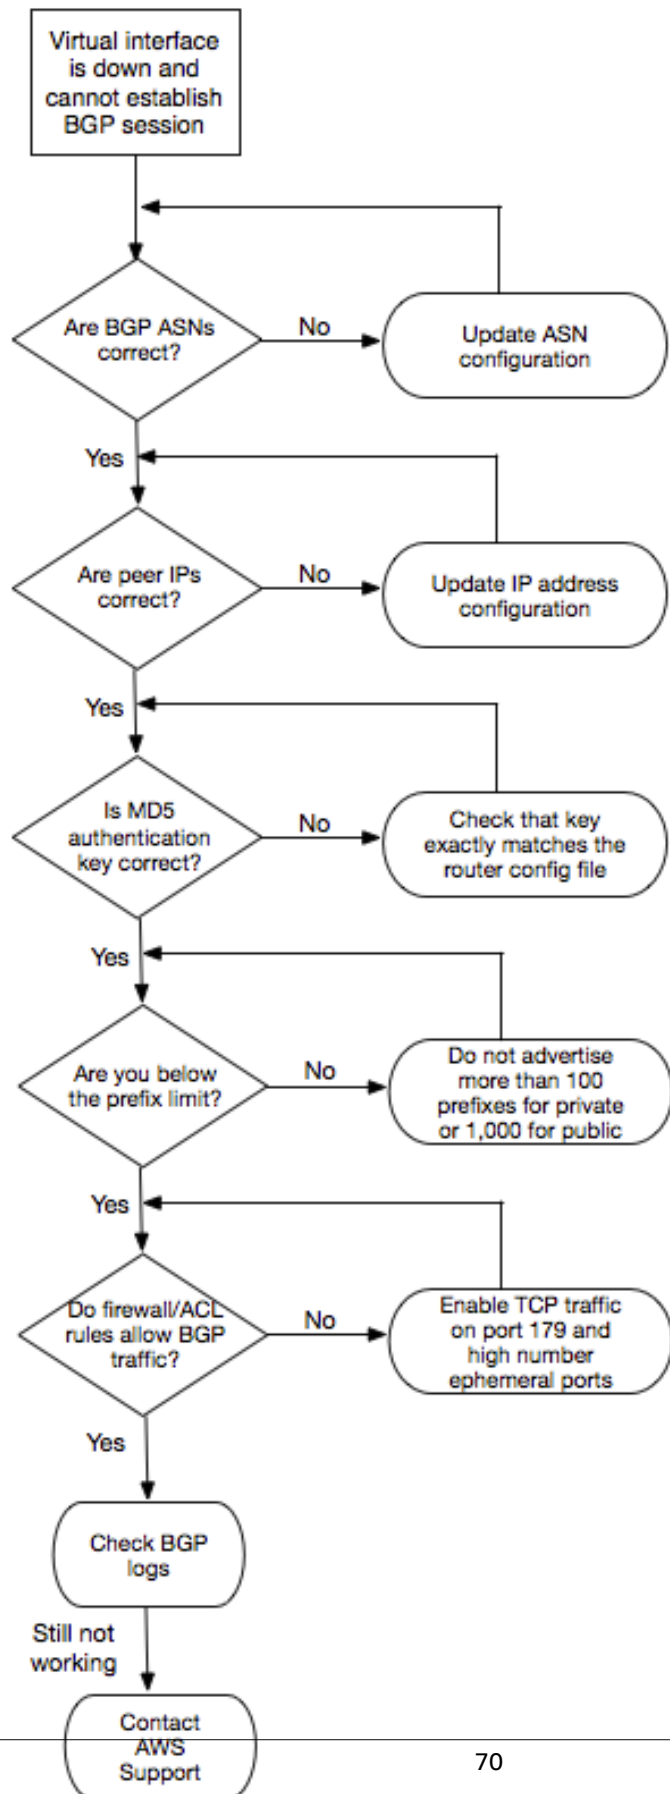 Virtual interface
is down and
cannot establish
BGP session
Are BGP ASNs
correct?
No
Update ASN
configuration
Yes
Are peer IPs
correct?
No
Update IP address
configuration
Yes
Is MD5
authentication
key correct?
No
Check that key
exactly matches the
router config file
Yes
Are you below
the prefix limit?
No
Do not advertise
more than 100
prefixes for private
or 1,000 for public
Yes
Do firewall/ACL
rules allow BGP
traffic?
No
Enable TCP traffic
on port 179 and
high number
ephemeral ports
Yes
Check BGP
logs
Still not
working
Contact
AWS
Support
70